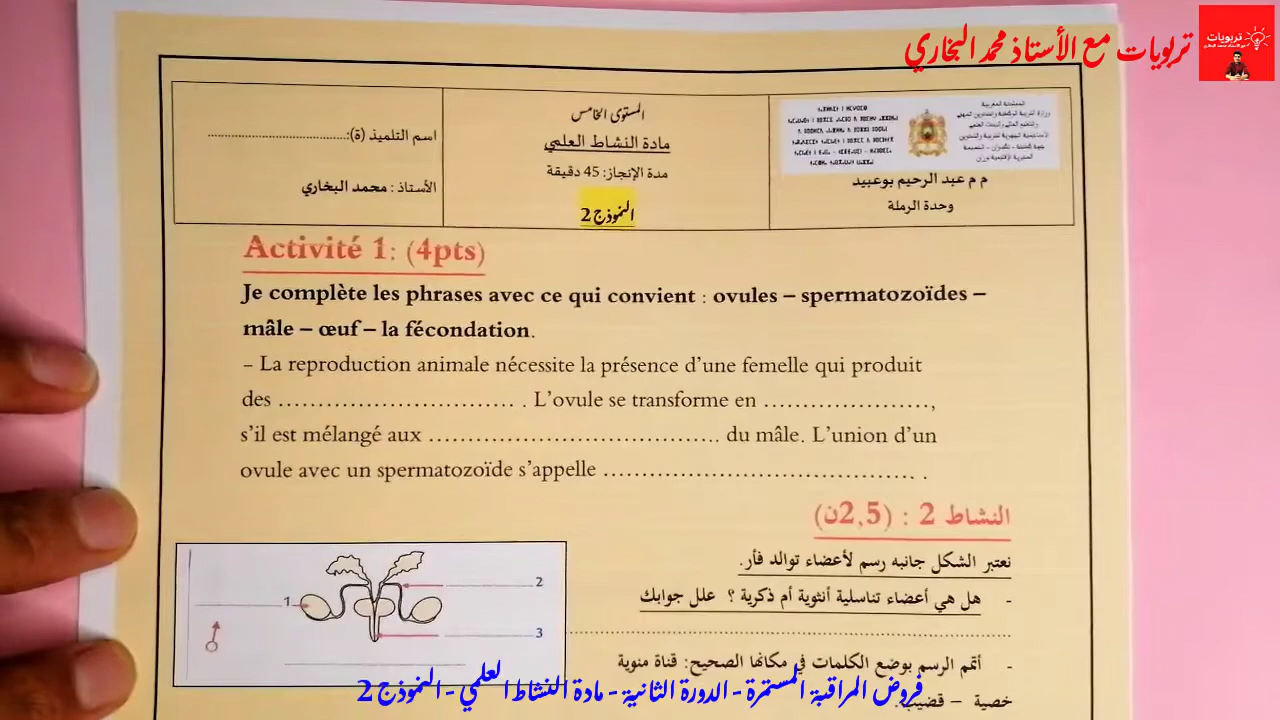 تربويات مع الأستاذ محمد البخاري
تربويات
المملكة المغربية
م م عبد الرحيم بوعبيد
وحدة الرملة
المستوى الخامس
مادة النشاط العلمي
مدة الإنجاز: 45 دقيقة
النموذج 2
اسم التلميذ (ة):...............................
الأستاذ : محمد البخاري
Activité 1: (4pts)
Je complète les phrases avec ce qui convient : ovules – spermatozoïdes –
mâle – œuf – la fécondation.
– La reproduction animale nécessite la présence d’une femelle qui produit
des ............................ . L’ovule se transforme en ....................,
s’il est mélangé aux ................................... du mâle. L’union d’un
ovule avec un spermatozoïde s’appelle ...................................... .
النشاط 2 : (2,5ن)
نعتبر الشكل جانبه رسم لأعضاء توالد فأر.
- هل هي أعضاء تناسلية أنثوية أم ذكرية ؟ علل جوابك
................................................................
- أتمم الرسم بوضع الكلمات في مكانها الصحيح: قناة منوية
خصية – قضيب.
1
2
3
♂
فروض المراقبة المستمرة - الدورة الثانية - مادة النشاط العلمي - النموذج 2